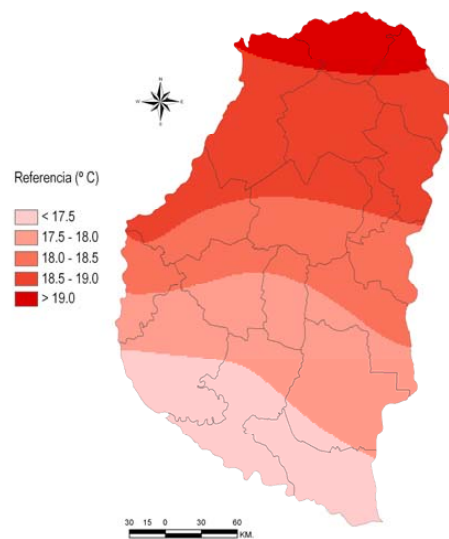 N
W
E
S
Referencia (º C)
< 17.5
17.5 - 18.0
18.0 - 18.5
18.5 - 19.0
> 19.0
30 15 0 30 60
KM.